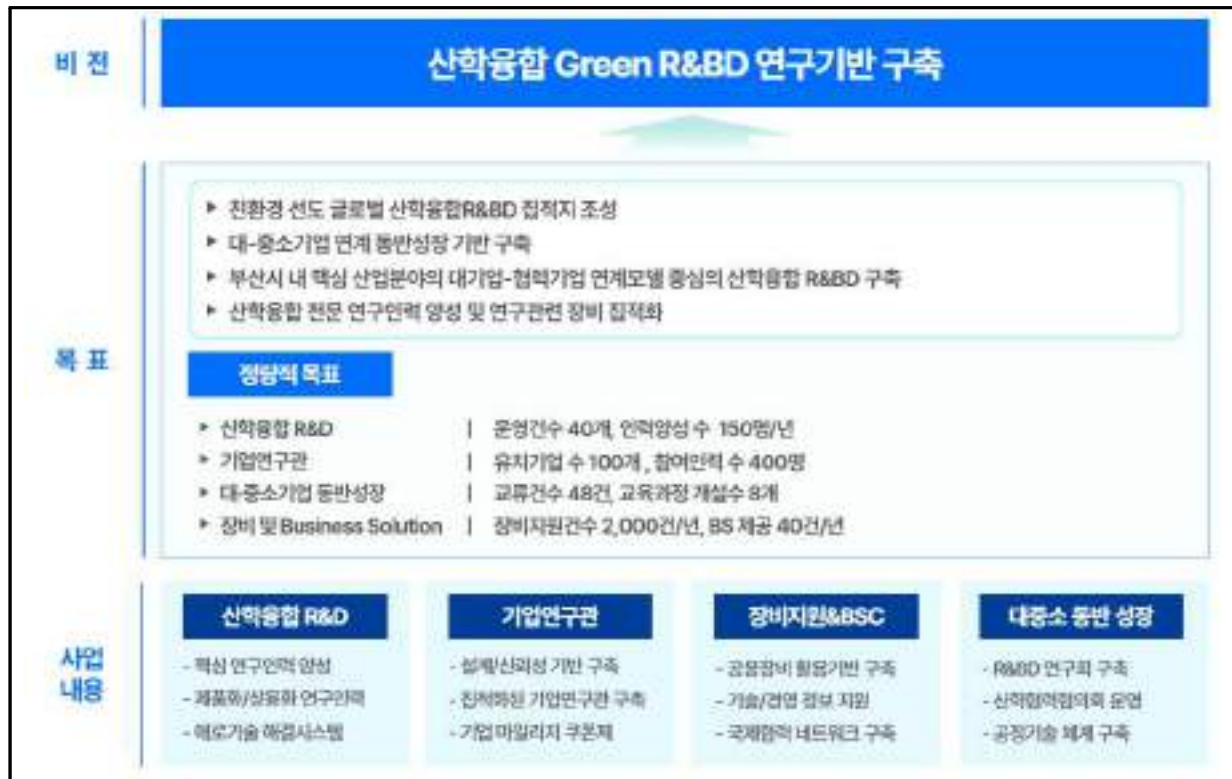 비 전
산학융합 Green R&BD 연구기반 구축
목 표
▶ 친환경 선도 글로벌 산학융합R&BD 집적지 조성
▶ 대-중소기업 연계 동반성장 기반 구축
▶ 부산시 내 핵심 산업분야의 대기업-협력기업 연계모델 중심의 산학융합 R&BD 구축
▶ 산학융합 전문 연구인력 양성 및 연구관련 장비 집적화
정량적 목표
▶ 산학융합 R&D | 운영건수 40개, 인력양성 수 150명/년
▶ 기업연구관 | 유치기업 수 100개 , 참여인력 수 400명
▶ 대·중소기업 동반성장 | 교류건수 48건, 교육과정 개설수 8개
▶ 장비 및 Business Solution | 장비지원건수 2,000건/년, BS 제공 40건/년
사업
내용
산학융합 R&D
- 핵심 연구인력 양성
- 제품화/상용화 연구인력
- 애로기술 해결시스템
기업연구관
- 설계/신뢰성 기반 구축
- 집적화된 기업연구관 구축
- 기업 마일리지 쿠폰제
장비지원&BSC
- 공용장비 활용기반 구축
- 기술/경영 정보 지원
- 국제협력 네트워크 구축
대중소 동반 성장
- R&BD 연구회 구축
- 산학협력협의회 운영
- 공정기술 체계 구축